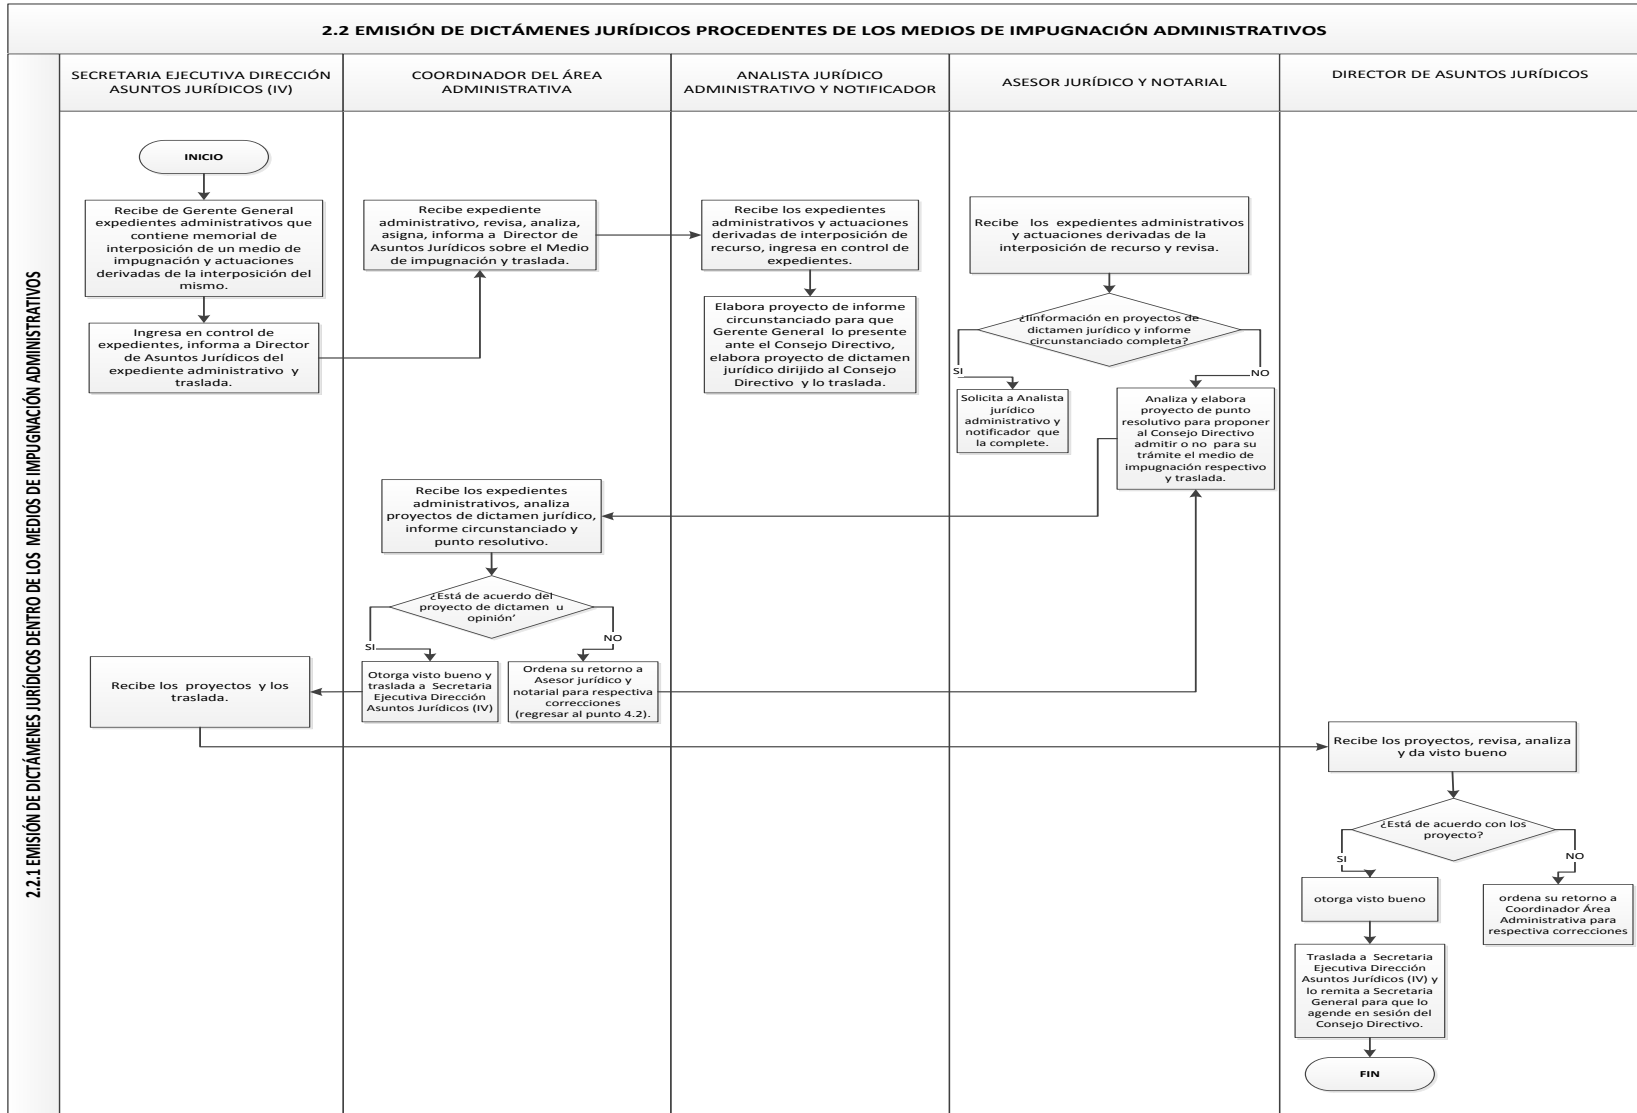 2.2 EMISIÓN DE DICTÁMENES JURÍDICOS PROCEDENTES DE LOS MEDIOS DE IMPUGNACIÓN ADMINISTRATIVOS
2.2.1 EMISIÓN DE DICTÁMENES JURÍDICOS DENTRO DE LOS MEDIOS DE IMPUGNACIÓN ADMINISTRATIVOS
SECRETARIA EJECUTIVA DIRECCIÓN
ASUNTOS JURÍDICOS (IV)
COORDINADOR DEL ÁREA
ADMINISTRATIVA
ANALISTA JURÍDICO
ADMINISTRATIVO Y NOTIFICADOR
ASESOR JURÍDICO Y NOTARIAL
DIRECTOR DE ASUNTOS JURÍDICOS
INICIO
Recibe de Gerente General
expedientes administrativos que
contiene memorial de
interposición de un medio de
impugnación y actuaciones
derivadas de la interposición del
mismo.
Ingresa en control de
expedientes, informa a Director
de Asuntos Jurídicos del
expediente administrativo y
traslada.
Recibe expediente
administrativo, revisa, analiza,
asigna, informa a Director de
Asuntos Jurídicos sobre el Medio
de impugnación y traslada.
Recibe los expedientes
administrativos y actuaciones
derivadas de interposición de
recurso, ingresa en control de
expedientes.
Elabora proyecto de informe
circunstanciado para que
Gerente General lo presente
ante el Consejo Directivo,
elabora proyecto de dictamen
jurídico dirijido al Consejo
Directivo y lo traslada.
Recibe los expedientes administrativos
y actuaciones derivadas de la
interposición de recurso y revisa.
¿Iinformación en proyectos de
dictamen jurídico y informe
circunstanciado completa?
SI
NO
Solicita a Analista
jurídico
administrativo y
notificador que
la complete.
Analiza y elabora
proyecto de punto
resolutivo para proponer
al Consejo Directivo
admitir o no para su
trámite el medio de
impugnación respectivo
y traslada.
Recibe los expedientes
administrativos, analiza
proyectos de dictamen jurídico,
informe circunstanciado y
punto resolutivo.
¿Está de acuerdo del
proyecto de dictamen u
opinión’
SI
NO
Otorga visto bueno y
traslada a Secretaria
Ejecutiva Dirección
Asuntos Jurídicos (IV)
Ordena su retorno a
Asesor jurídico y
notarial para respectiva
correcciones
(regresar al punto 4.2).
Recibe los proyectos y los
traslada.
Recibe los proyectos, revisa, analiza
y da visto bueno
¿Está de acuerdo con los
proyecto?
SI
NO
otorga visto bueno
ordena su retorno a
Coordinador Área
Administrativa para
respectiva correcciones
Traslada a Secretaria
Ejecutiva Dirección
Asuntos Jurídicos (IV) y
lo remita a Secretaria
General para que lo
agende en sesión del
Consejo Directivo.
FIN